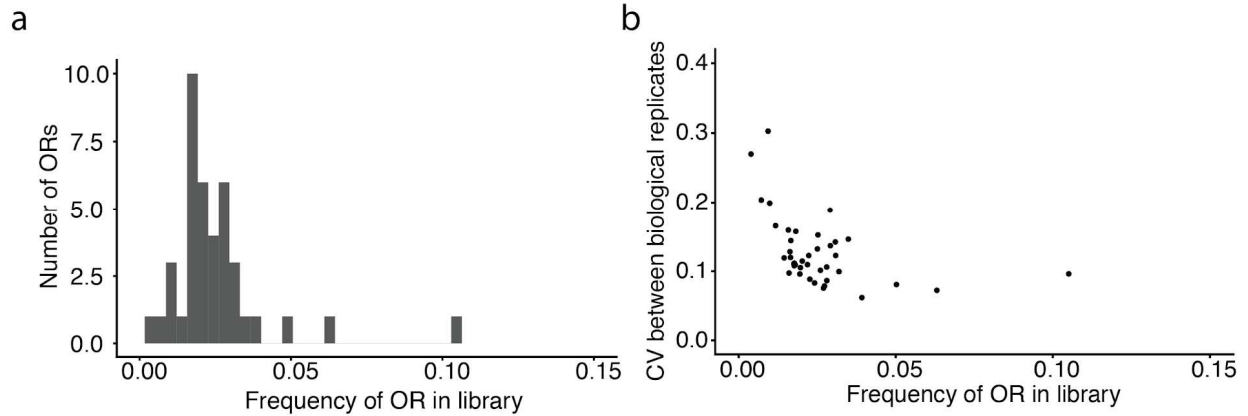 a
Number of ORs
10.0
7.5
5.0
2.5
0.0
0.00 0.05 0.10 0.15
Frequency of OR in library
b
CV between biological replicates
0.4
0.3
0.2
0.1
0.0
0.00 0.05 0.10 0.15
Frequency of OR in library